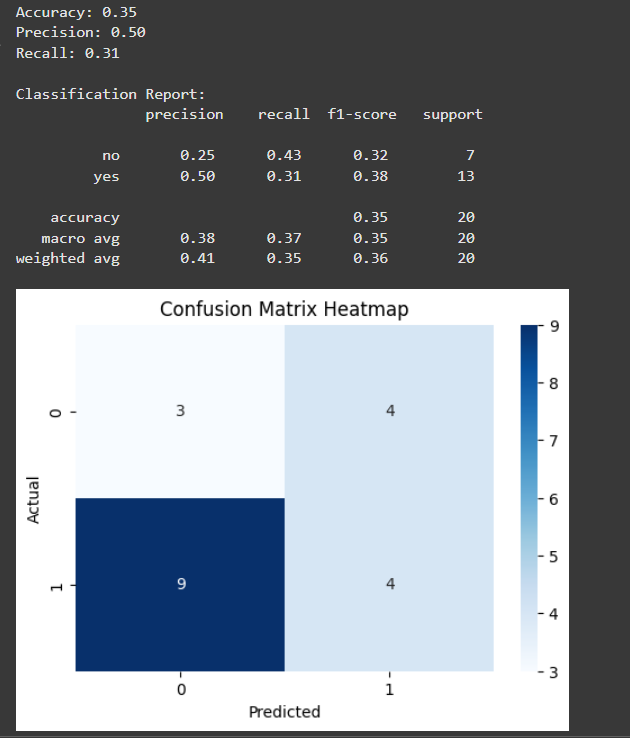 Accuracy: 0.35
Precision: 0.50
Recall: 0.31
Classification Report:
precision recall f1-score support
no 0.25 0.43 0.32 7
yes 0.50 0.31 0.38 13
accuracy 0.35 20
macro avg 0.38 0.37 0.35 20
weighted avg 0.41 0.35 0.36 20
Confusion Matrix Heatmap
9
8
7
6
5
4
3
Actual
0
3 4
1
9 4
0 1
Predicted